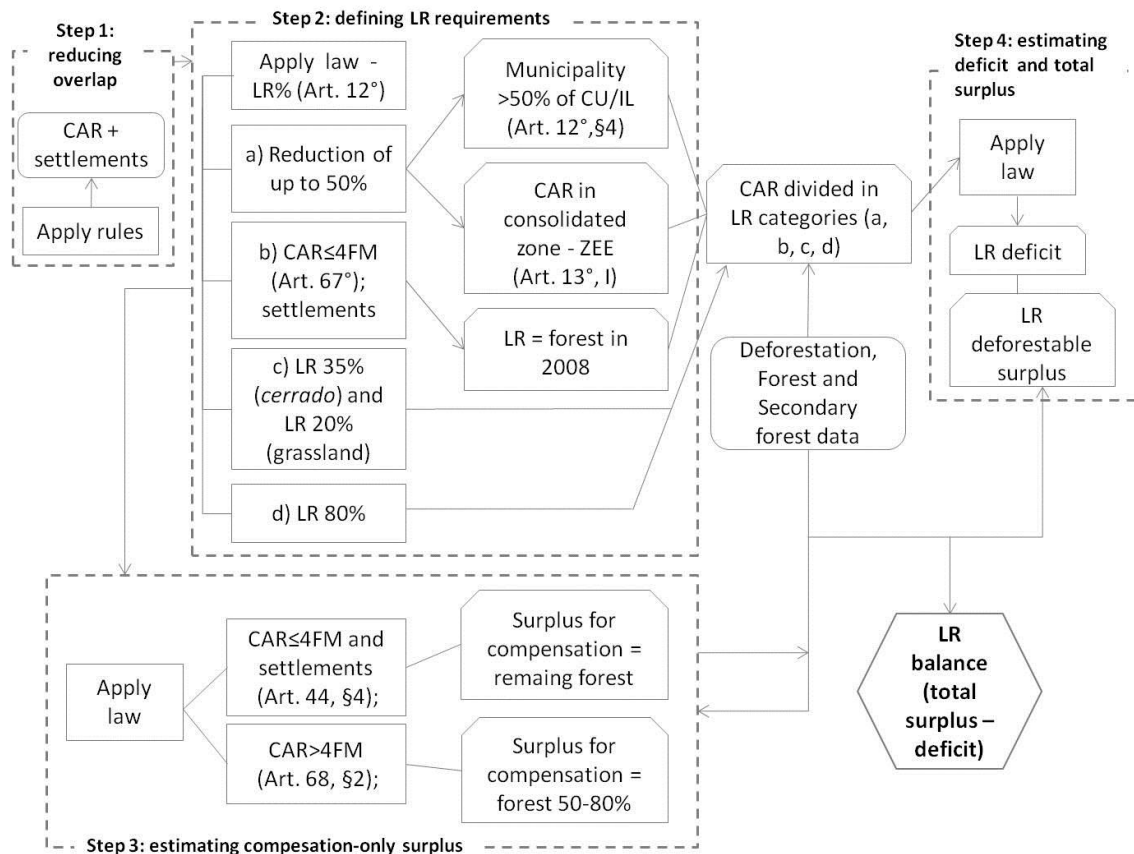 Step 1:
reducing
overlap
CAR +
settlements
Apply rules
Step 2: defining LR requirements
Apply law -
LR% (Art. 12°)
a) Reduction of
up to 50%
b) CAR≤4FM
(Art. 67°);
settlements
c) LR 35%
(cerrado) and
LR 20%
(grassland)
d) LR 80%
Municipality
>50% of CU/IL
(Art. 12°,§4)
CAR in
consolidated
zone - ZEE
(Art. 13°, I)
LR = forest in
2008
CAR divided in
LR categories (a,
b, c, d)
Deforestation,
Forest and
Secondary
forest data
Step 4: estimating
deficit and total
surplus
Apply
law
LR deficit
LR
deforestable
surplus
Apply
law
CAR≤4FM and
settlements
(Art. 44, §4);
CAR>4FM
(Art. 68, §2);
Surplus for
compensation =
remaing forest
Surplus for
compensation =
forest 50-80%
Step 3: estimating compesation-only surplus
LR
balance
(total
surplus –
deficit)